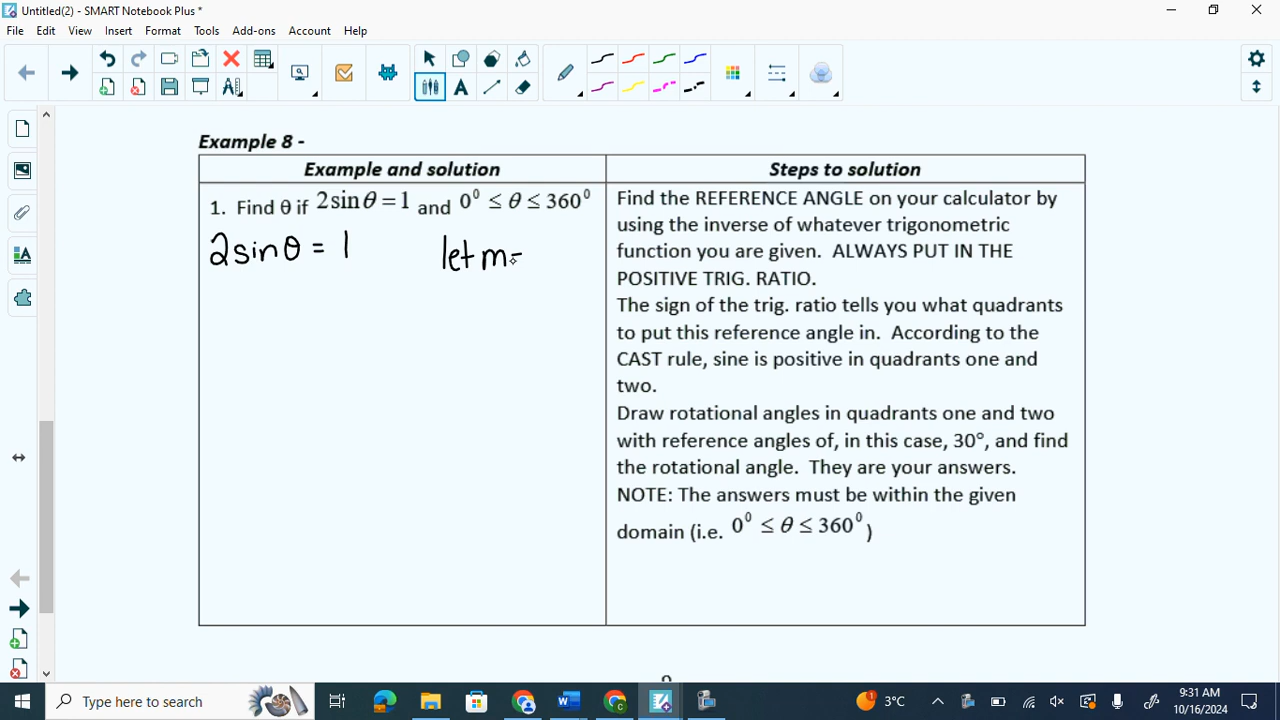 Untitled(2) - SMART Notebook Plus *
File Edit View Insert Format Tools Add-ons Account Help
Example 8 -
Example and solution
1. Find θ if 2sinθ = 1 and 0⁰ ≤ θ ≤ 360⁰
2sinθ = 1 let m=
Steps to solution
Find the REFERENCE ANGLE on your calculator by
using the inverse of whatever trigonometric
function you are given. ALWAYS PUT IN THE
POSITIVE TRIG. RATIO.
The sign of the trig. ratio tells you what quadrants
to put this reference angle in. According to the
CAST rule, sine is positive in quadrants one and
two.
Draw rotational angles in quadrants one and two
with reference angles of, in this case, 30°, and find
the rotational angle. They are your answers.
NOTE: The answers must be within the given
domain (i.e. 0⁰ ≤ θ ≤ 360⁰ )
Type here to search
1
3°C
9:31 AM
10/16/2024